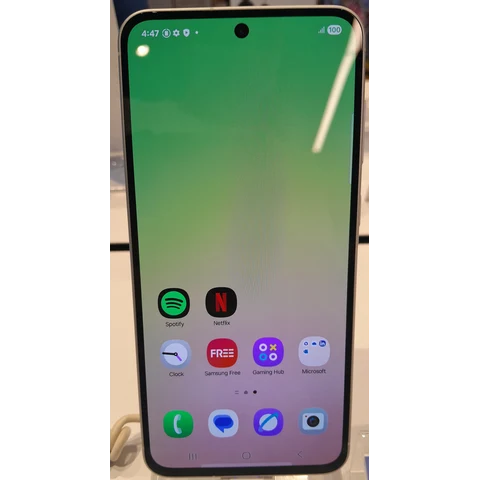 4:47
100
Spotify
Netflix
N
FREE
Clock
Samsung Free
Gaming Hub
Microsoft